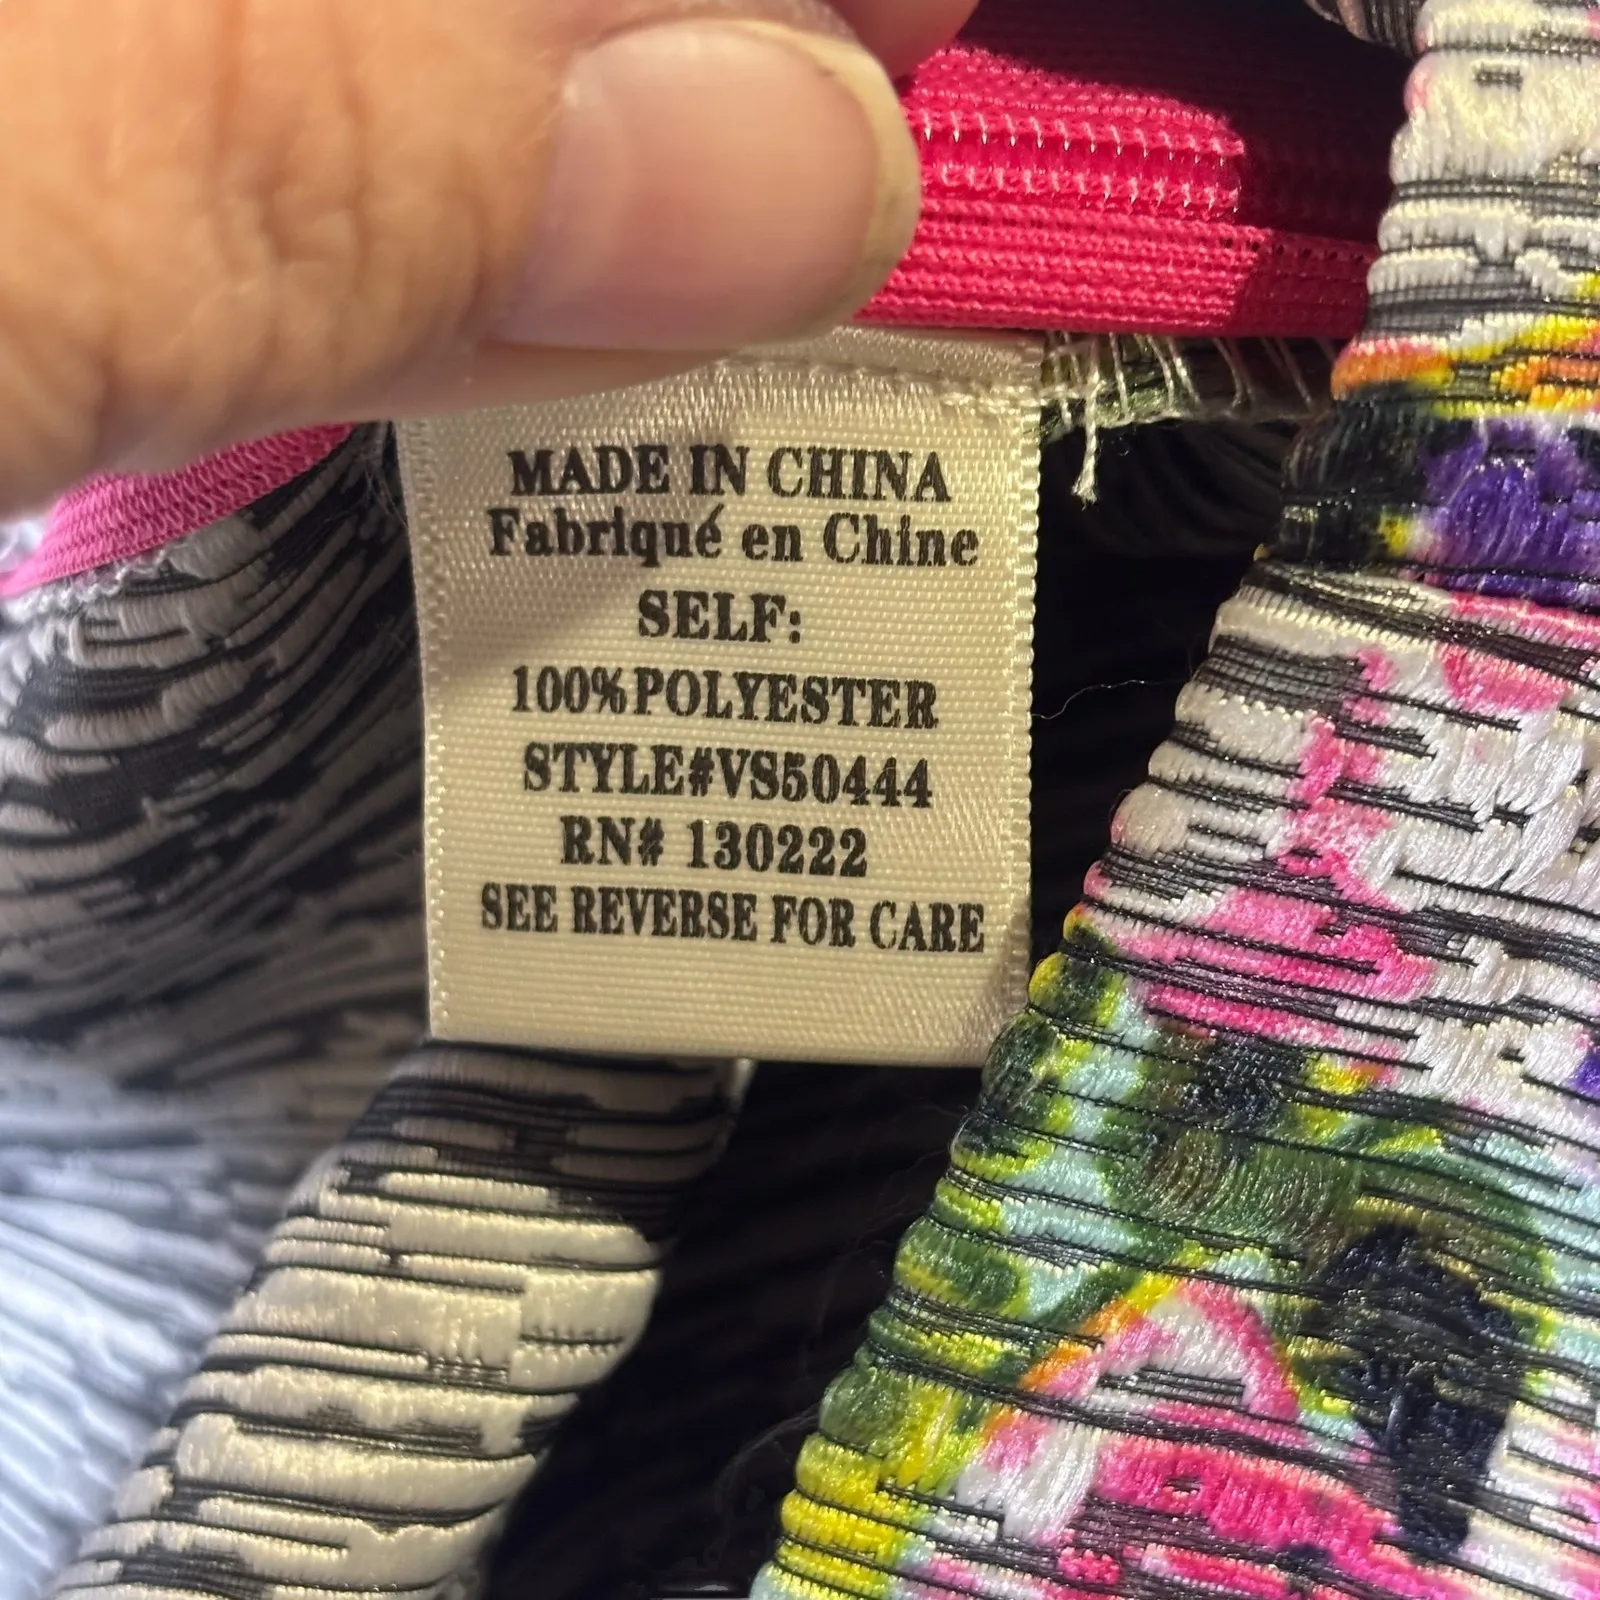 MADE IN CHINA
Fabriqué en Chine
SELF:
100%POLYESTER
STYLE#VS50444
RN# 130222
SEE REVERSE FOR CARE